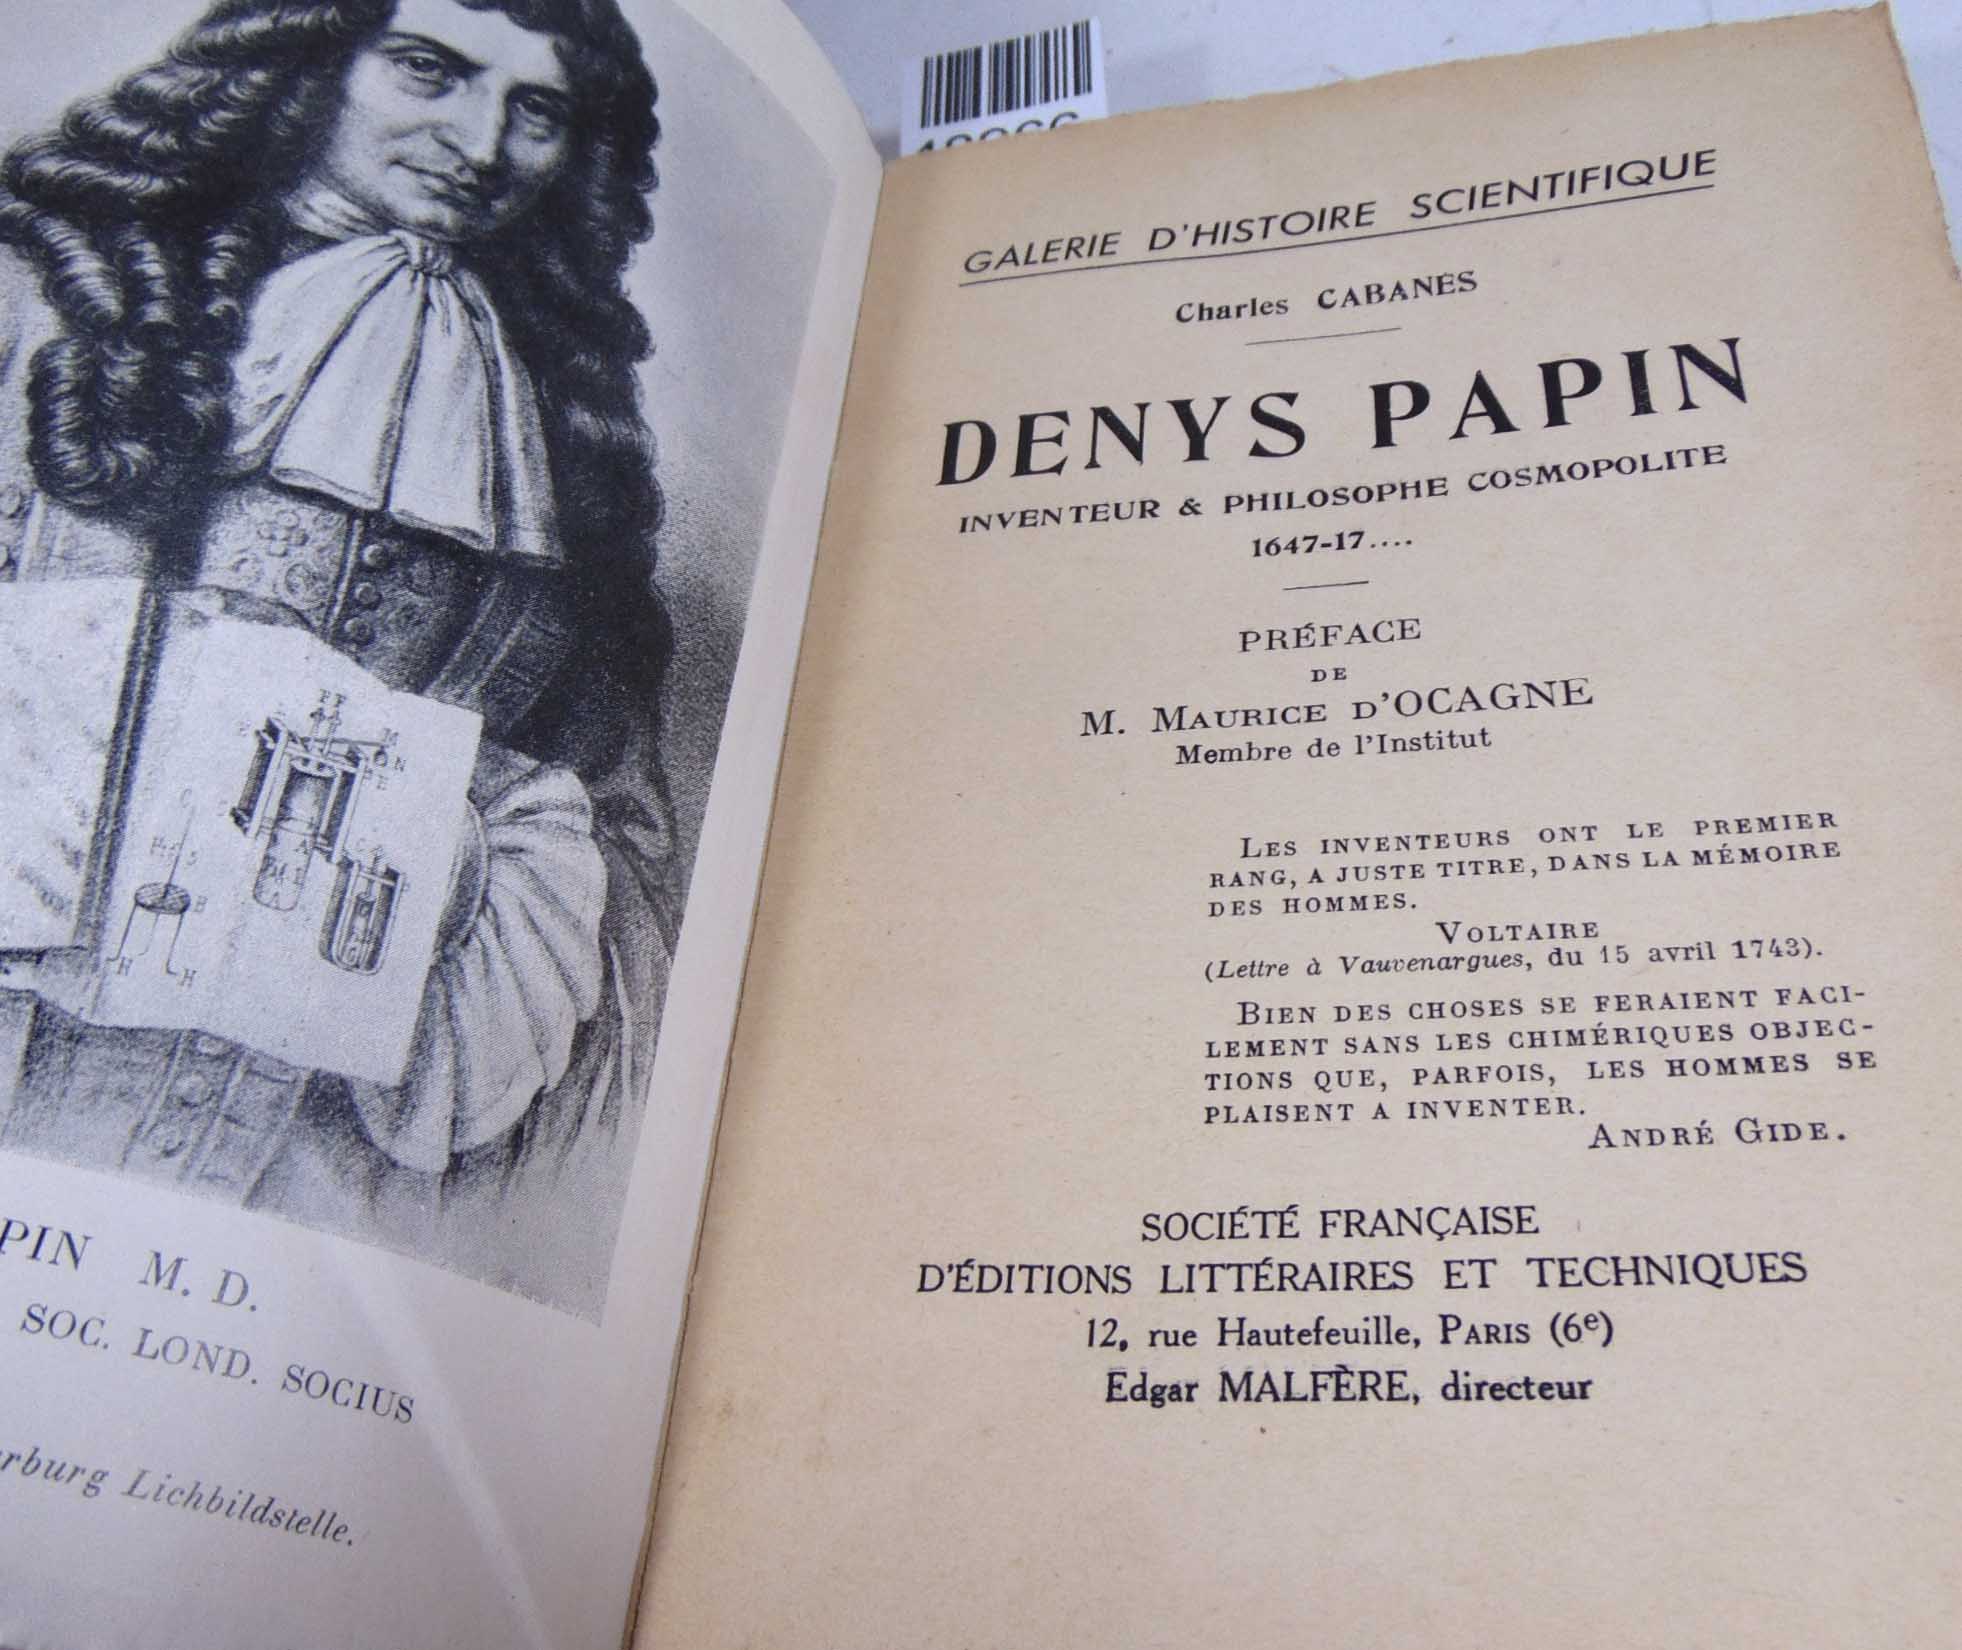 PIN M. D.
SOC. LOND. SOCIUS
Lichbildstelle.
GALERIE D'HISTOIRE SCIENTIFIQUE
Charles CABANES
DENYS PAPIN
INVENTEUR & PHILOSOPHE COSMOPOLITE
1647-17....
PRÉFACE
DE
M. MAURICE D'OCAGNE
Membre de l'Institut
LES INVENTEURS ONT LE PREMIER
RANG, A JUSTE TITRE, DANS LA MÉMOIRE
DES HOMMES.
VOLTAIRE
(Lettre à Vauvenargues, du 15 avril 1743).
BIEN DES CHOSES SE FERAIENT FACI-
LEMENT SANS LES CHIMÉRIQUES OBJEC-
TIONS QUE, PARFOIS, LES HOMMES SE
PLAISENT A INVENTER.
ANDRÉ GIDE.
SOCIÉTÉ FRANÇAISE
D'ÉDITIONS LITTÉRAIRES ET TECHNIQUES
12, rue Hautefeuille, PARIS (6e)
Edgar MALFÈRE, directeur